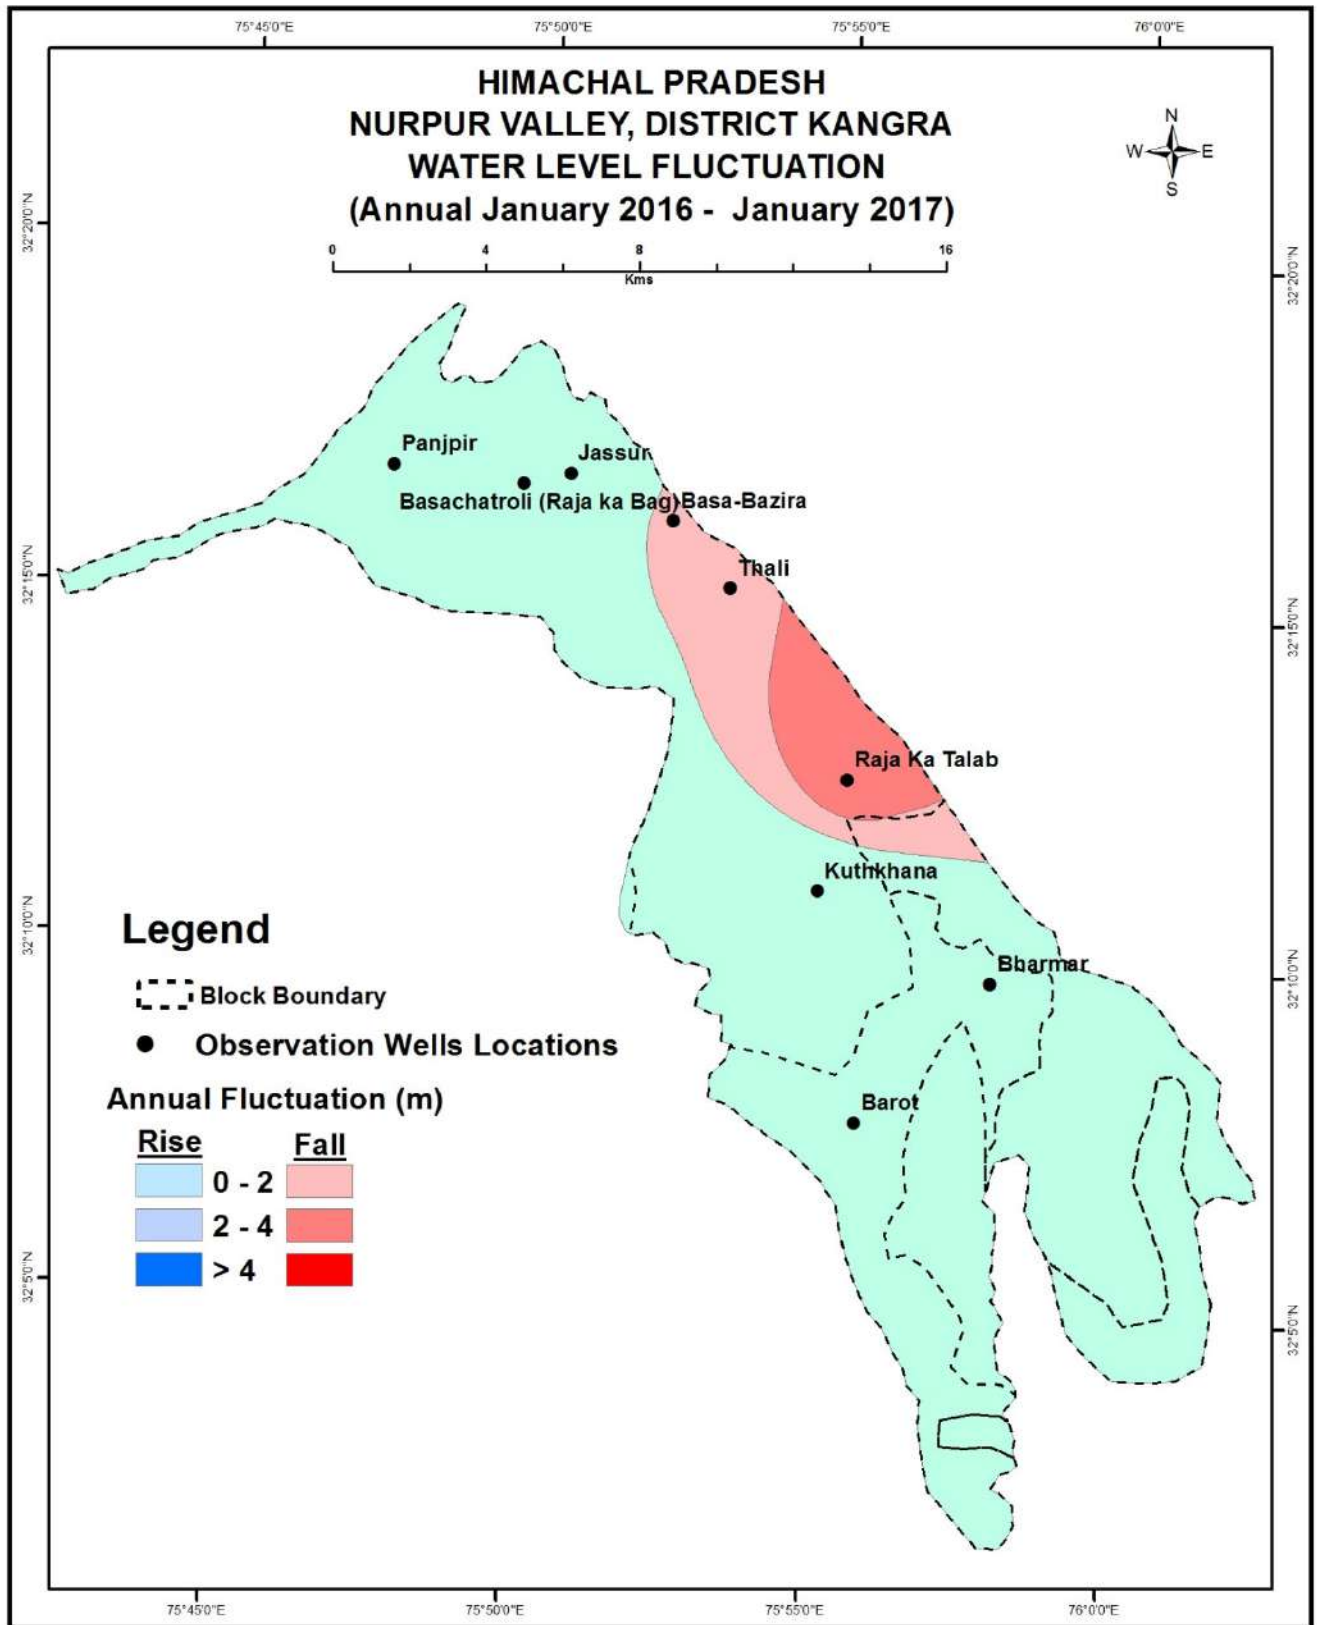 75°45'0"E 75°50'0"E 75°55'0"E 76°0'0"E
HIMACHAL PRADESH
NURPUR VALLEY, DISTRICT KANGRA
WATER LEVEL FLUCTUATION
(Annual January 2016 - January 2017)
N
W E
S
0 4 8 16
Kms
32°20'0"N
32°20'0"N
Panjpir
Jassur
Basachatroli (Raja ka Bag)
Basa-Bazira
Thali
32°15'0"N
32°15'0"N
Raja Ka Talab
Kuthkhana
32°10'0"N
Bharmar
32°10'0"N
Barot
Legend
Block Boundary
Observation Wells Locations
Annual Fluctuation (m)
Rise Fall
0 - 2
2 - 4
> 4
32°5'0"N
32°5'0"N
75°45'0"E 75°50'0"E 75°55'0"E 76°0'0"E